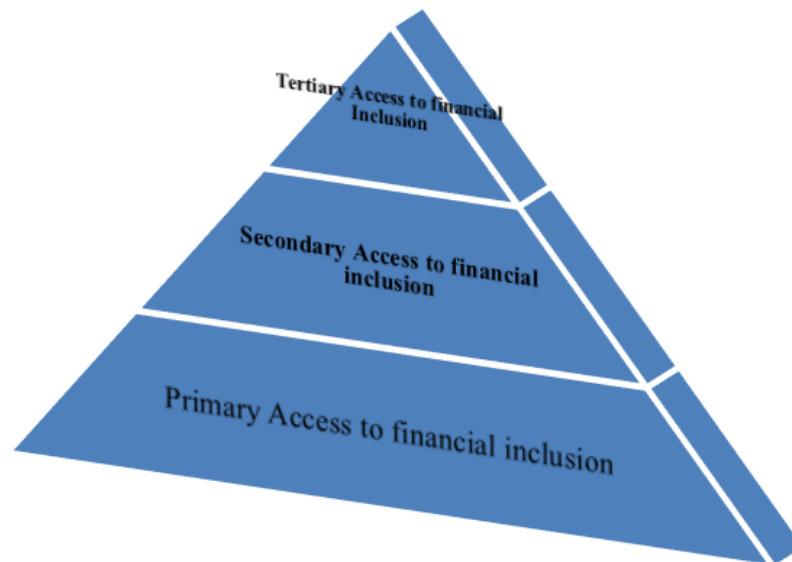 Tertiary Access to financial
Inclusion
Secondary Access to financial
inclusion
Primary Access to financial inclusion